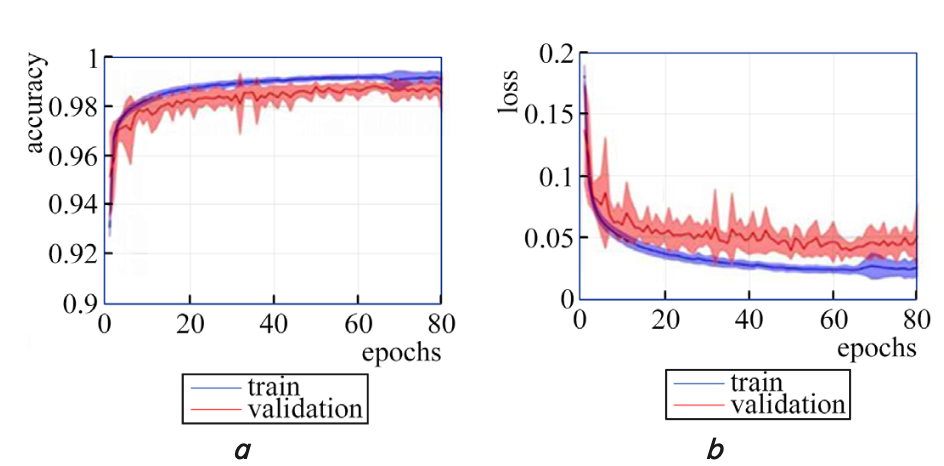 accuracy
1
0.98
0.96
0.94
0.92
0.9
0 20 40 60 80
epochs
train
validation
a
loss
0.2
0.15
0.1
0.05
0
0 20 40 60 80
epochs
train
validation
b